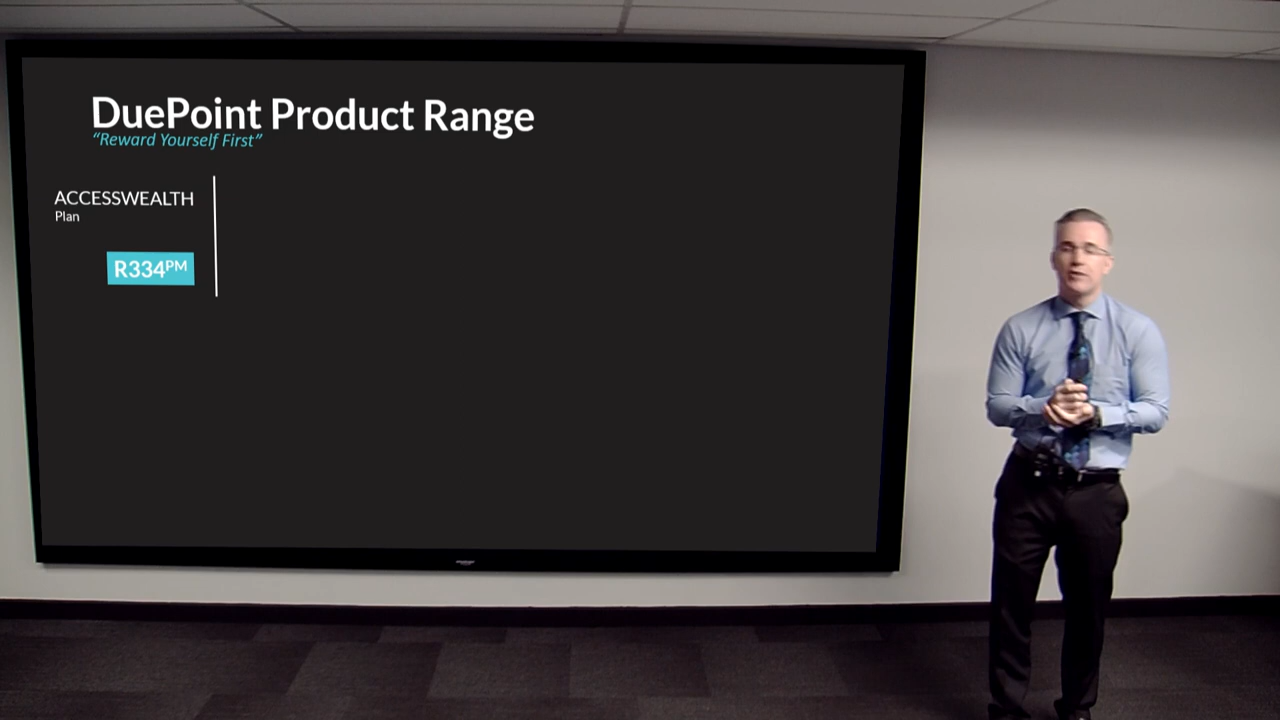 DuePoint Product Range
"Reward Yourself First"
ACCESSWEALTH
Plan
R334PM